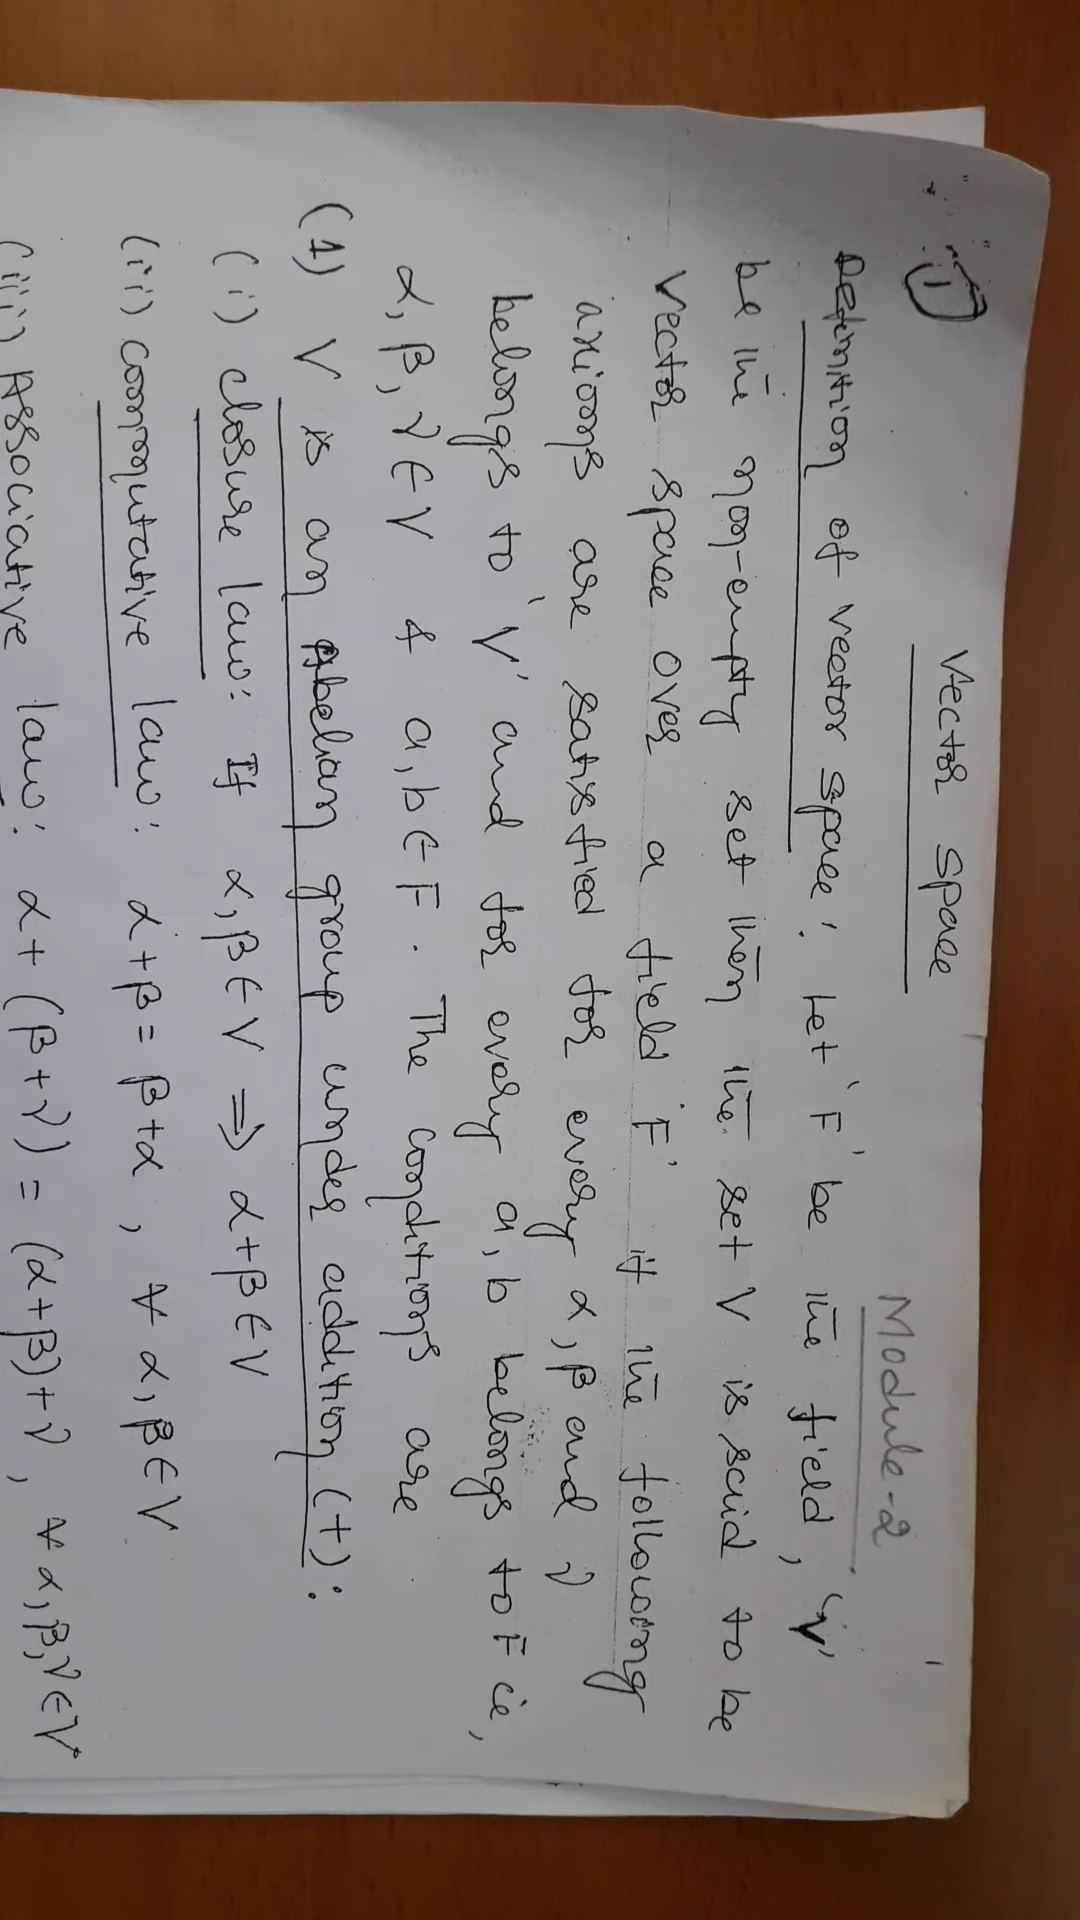 Module-2
①
Vector space
Definition of vector space: Let 'F' be the field, 'V'
be the non-empty set then the set V is said to be
vector space over a field 'F' if the following
axioms are satisfied for every α, β and γ
belongs to 'V' and for every a, b belongs to F ie,
α, β, γ ∈ V & a, b ∈ F. The conditions are
(1) V is an Abelian group under addition (+):
(i) closure law: If α, β ∈ V ⇒ α+β ∈ V
(ii) commutative law: α+β = β+α, ∀ α, β ∈ V
(iii) Associative law: α+(β+γ) = (α+β)+γ, ∀ α, β, γ ∈ V